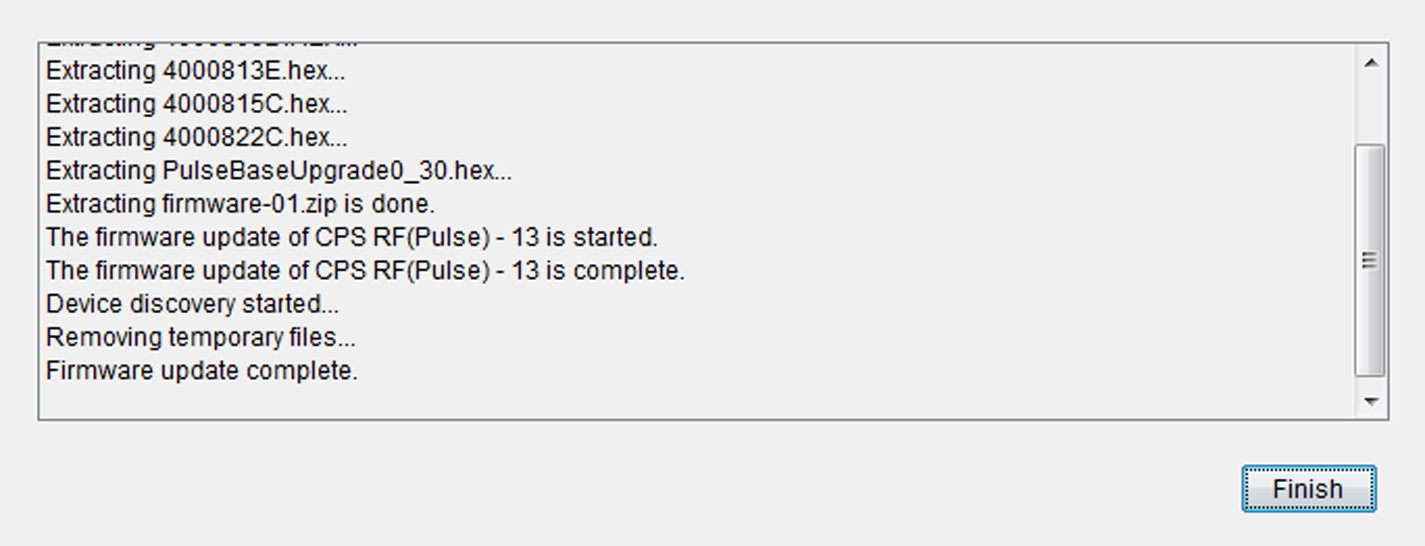 Extracting 4000813E.hex...
Extracting 4000815C.hex...
Extracting 4000822C.hex...
Extracting PulseBaseUpgrade0_30.hex...
Extracting firmware-01.zip is done.
The firmware update of CPS RF(Pulse) - 13 is started.
The firmware update of CPS RF(Pulse) - 13 is complete.
Device discovery started...
Removing temporary files...
Firmware update complete.
Finish